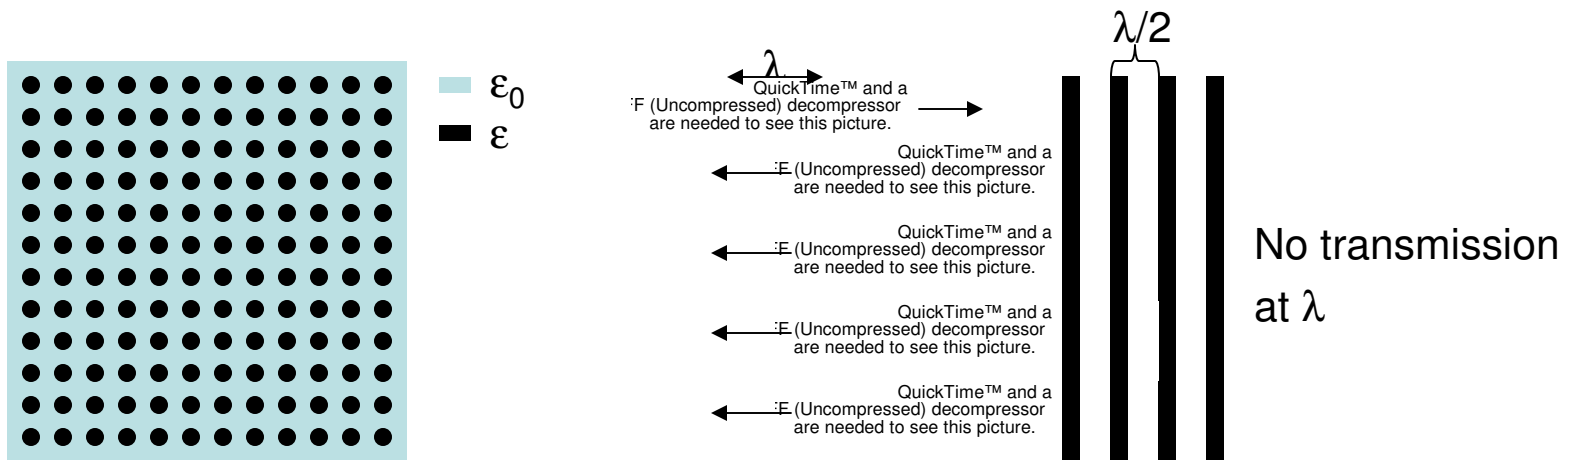 ε0
ε
λ
QuickTime™ and a
F (Uncompressed) decompressor
are needed to see this picture.
QuickTime™ and a
F (Uncompressed) decompressor
are needed to see this picture.
QuickTime™ and a
F (Uncompressed) decompressor
are needed to see this picture.
QuickTime™ and a
F (Uncompressed) decompressor
are needed to see this picture.
QuickTime™ and a
F (Uncompressed) decompressor
are needed to see this picture.
λ/2
No transmission
at λ